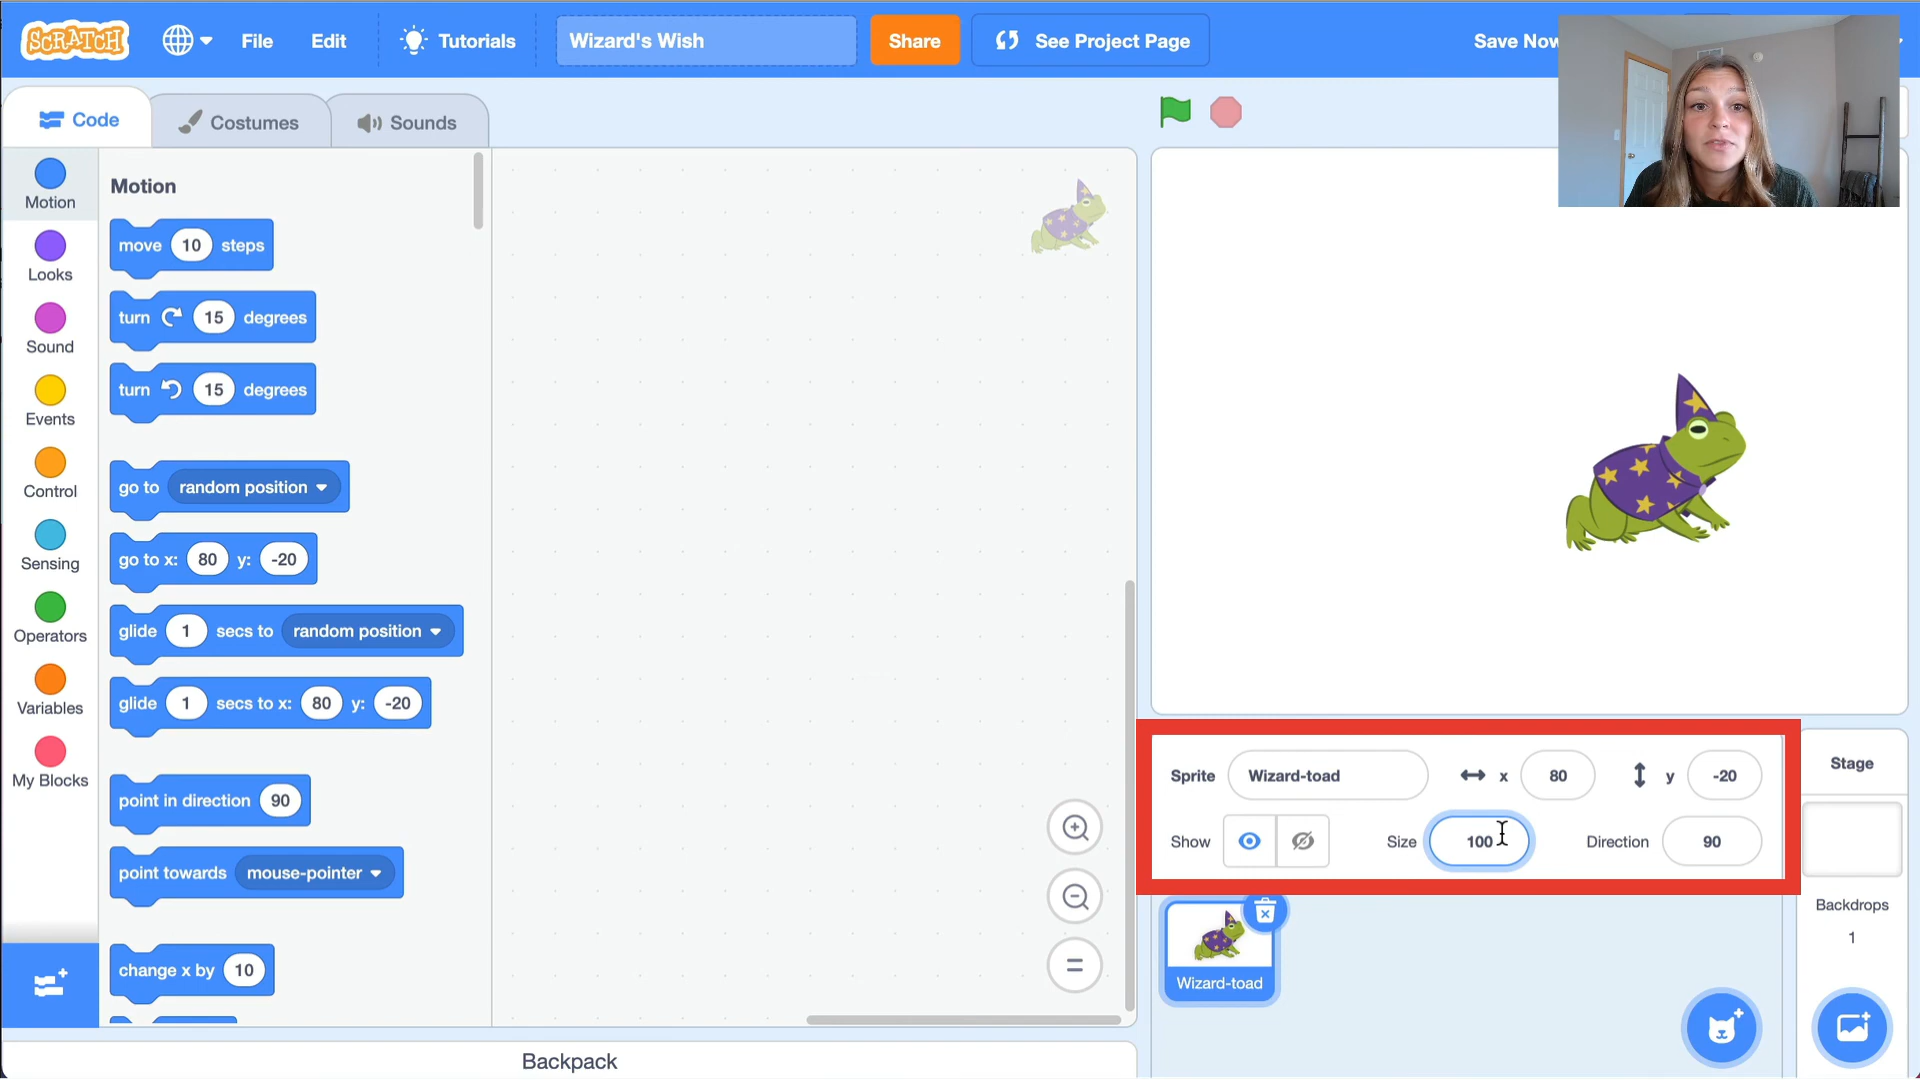 SCRATCH
File
Edit
Tutorials
Wizard's Wish
Share
See Project Page
Save Now
Code
Costumes
Sounds
Motion
Looks
Sound
Events
Control
Sensing
Operators
Variables
My Blocks
Motion
move 10 steps
turn 15 degrees
turn 15 degrees
go to random position
go to x: 80 y: -20
glide 1 secs to random position
glide 1 secs to x: 80 y: -20
point in direction 90
point towards mouse-pointer
change x by 10
Sprite Wizard-toad x 80 y -20
Show Size 100 Direction 90
Wizard-toad
Stage
Backdrops
1
Backpack